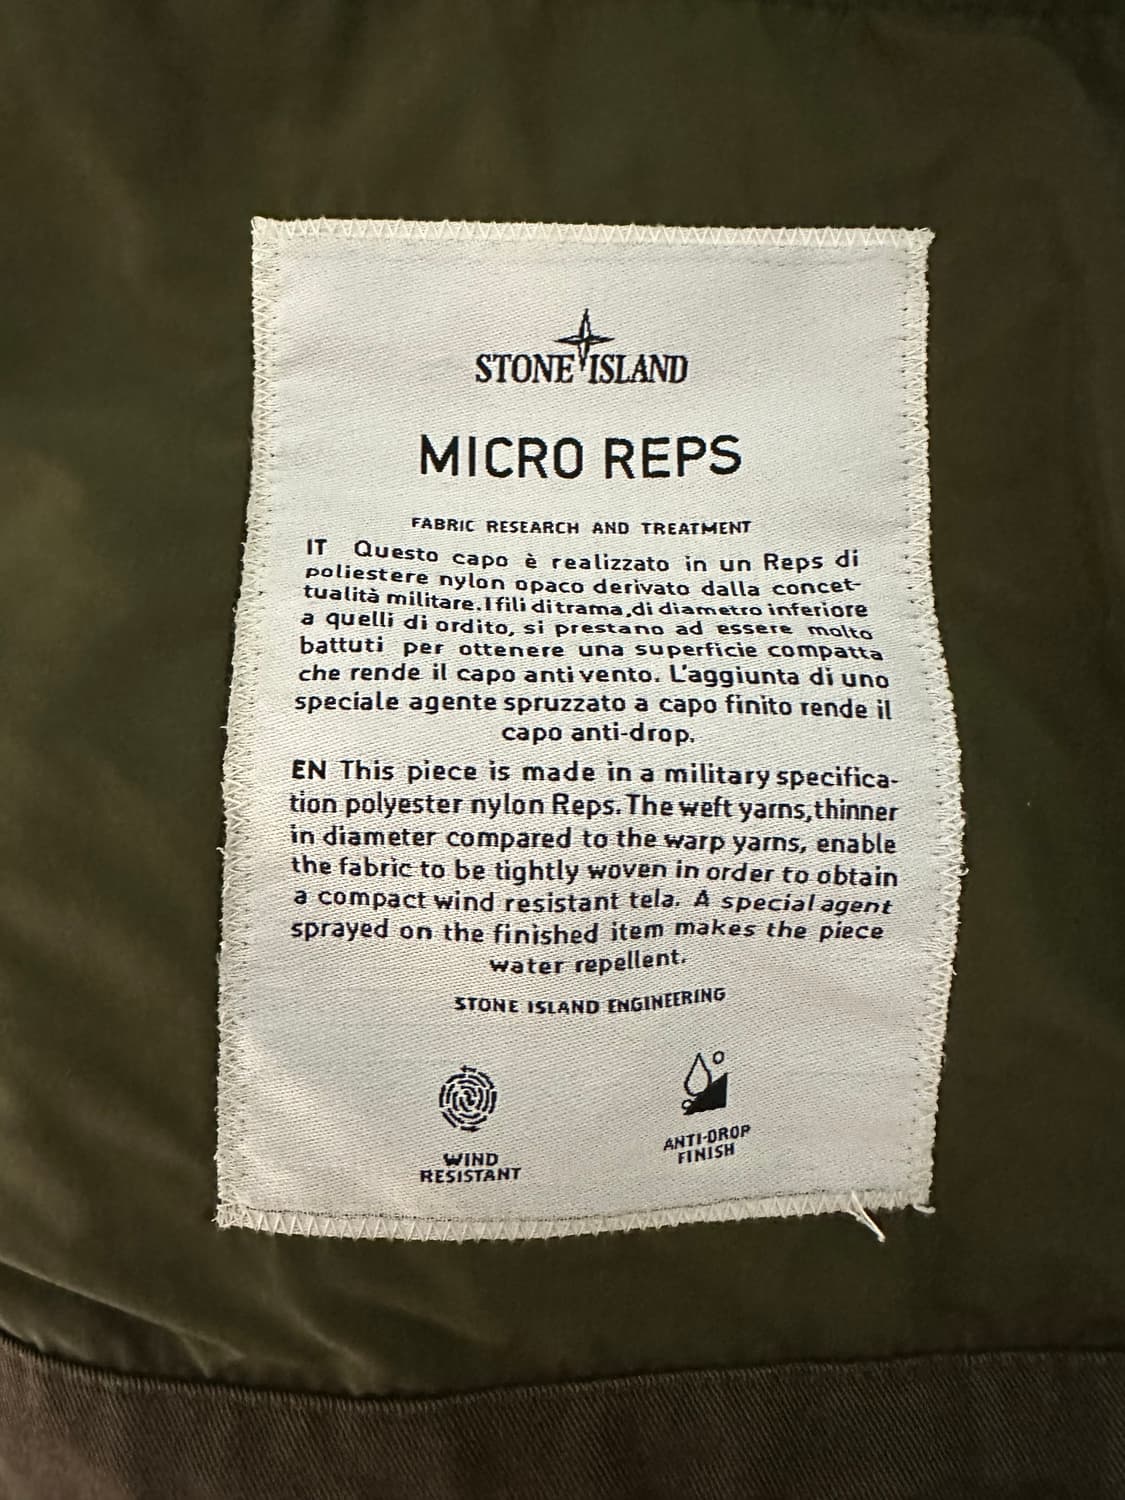 STONE ISLAND
MICRO REPS
FABRIC RESEARCH AND TREATMENT
IT Questo capo è realizzato in un Reps di
poliestere nylon opaco derivato dalla concet-
tualità militare. I fili di trama, di diametro inferiore
a quelli di ordito, si prestano ad essere molto
battuti per ottenere una superficie compatta
che rende il capo anti vento. L'aggiunta di uno
speciale agente spruzzato a capo finito rende il
capo anti-drop.
EN This piece is made in a military specifica-
tion polyester nylon Reps. The weft yarns, thinner
in diameter compared to the warp yarns, enable
the fabric to be tightly woven in order to obtain
a compact wind resistant tela. A special agent
sprayed on the finished item makes the piece
water repellent.
STONE ISLAND ENGINEERING
WIND
RESISTANT
ANTI-DROP
FINISH